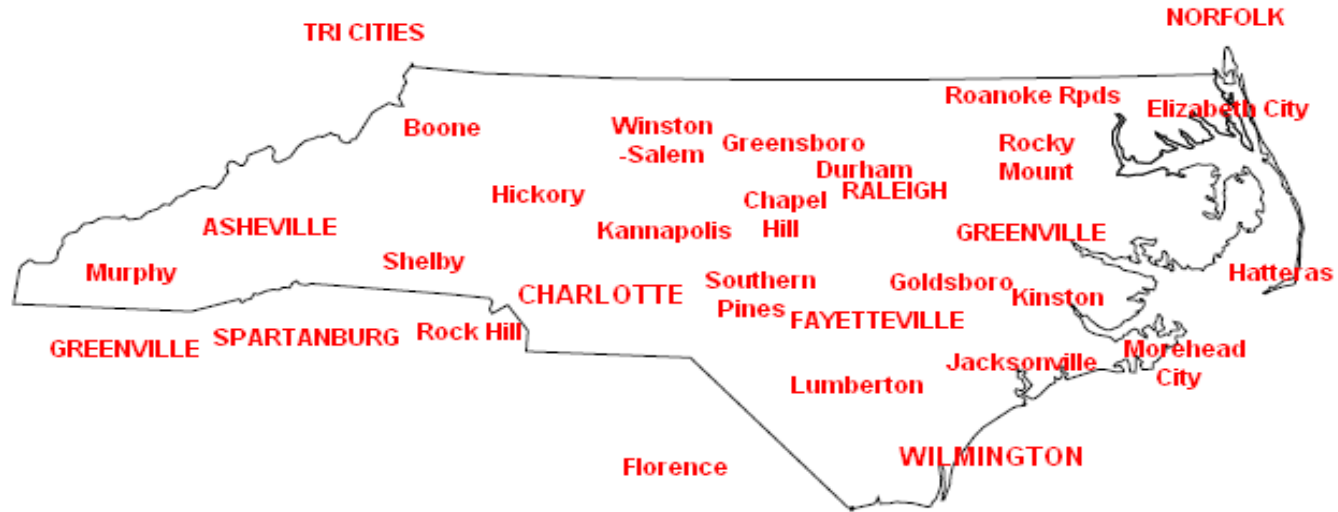 NORFOLK
TRI CITIES
Roanoke Rpds
Elizabeth City
Boone
Winston
-Salem
Greensboro
Rocky
Mount
Durham
RALEIGH
Hickory
Chapel
Hill
ASHEVILLE
Kannapolis
GREENVILLE
Murphy
Shelby
Hatteras
Southern
Pines
Goldsboro
CHARLOTTE
Kinston
FAYETTEVILLE
SPARTANBURG
Rock Hill
GREENVILLE
Morehead
City
Jacksonville
Lumberton
WILMINGTON
Florence